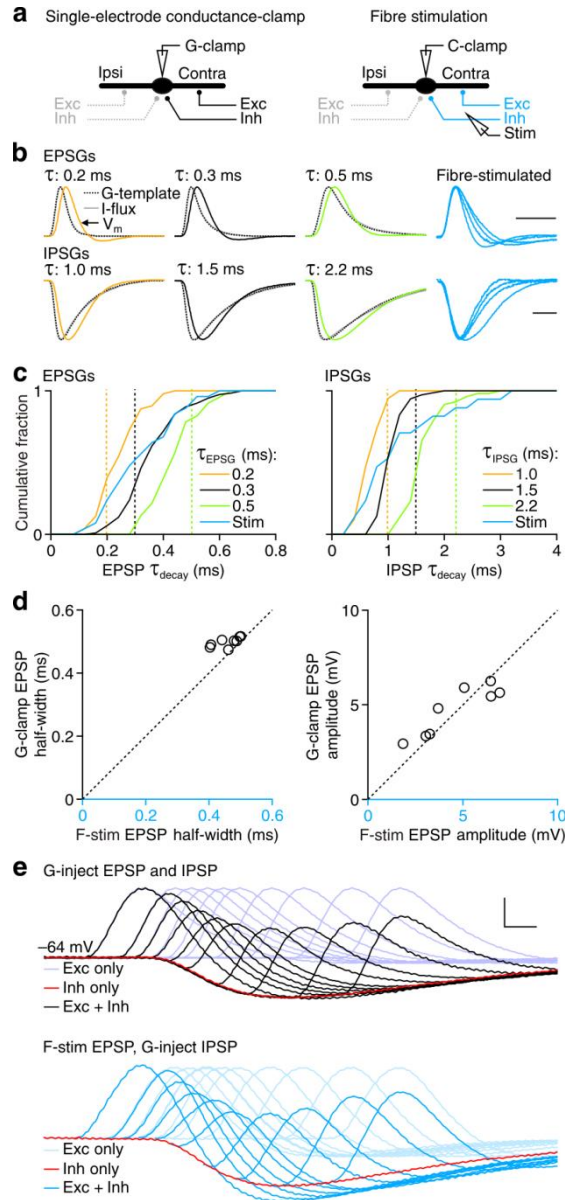 a
Single-electrode conductance-clamp
Fibre stimulation
G-clamp
C-clamp
Ipsi
Contra
Ipsi
Contra
Exc
Inh
Exc
Inh
Exc
Inh
Exc
Inh
Stim
b
EPSGs
τ: 0.2 ms
τ: 0.3 ms
τ: 0.5 ms
Fibre-stimulated
G-template
I-flux
Vm
IPSGs
τ: 1.0 ms
τ: 1.5 ms
τ: 2.2 ms
c
EPSGs
IPSGs
1
1
Cumulative fraction
τEPSG (ms):
0.2
0.3
0.5
Stim
τIPSG (ms):
1.0
1.5
2.2
Stim
0
0 0.2 0.4 0.6 0.8
0 1 2 3 4
EPSP τdecay (ms)
IPSP τdecay (ms)
d
G-clamp EPSP
half-width (ms)
0.6
0.4
0.2
0
0 0.2 0.4 0.6
F-stim EPSP half-width (ms)
G-clamp EPSP
amplitude (mV)
10
5
0
0 5 10
F-stim EPSP amplitude (mV)
e
G-inject EPSP and IPSP
−64 mV
Exc only
Inh only
Exc + Inh
F-stim EPSP, G-inject IPSP
Exc only
Inh only
Exc + Inh